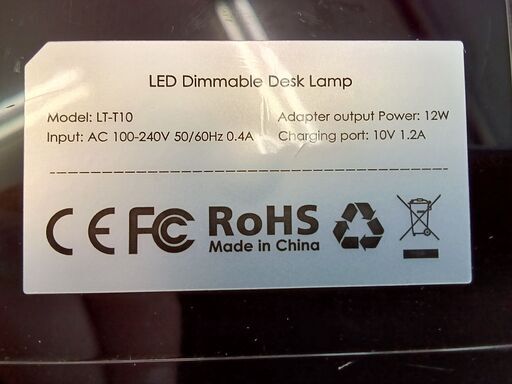 LED Dimmable Desk Lamp
Model: LT-T10
Adapter output Power: 12W
Input: AC 100-240V 50/60Hz 0.4A
Charging port: 10V 1.2A
CE FC RoHS
Made in China